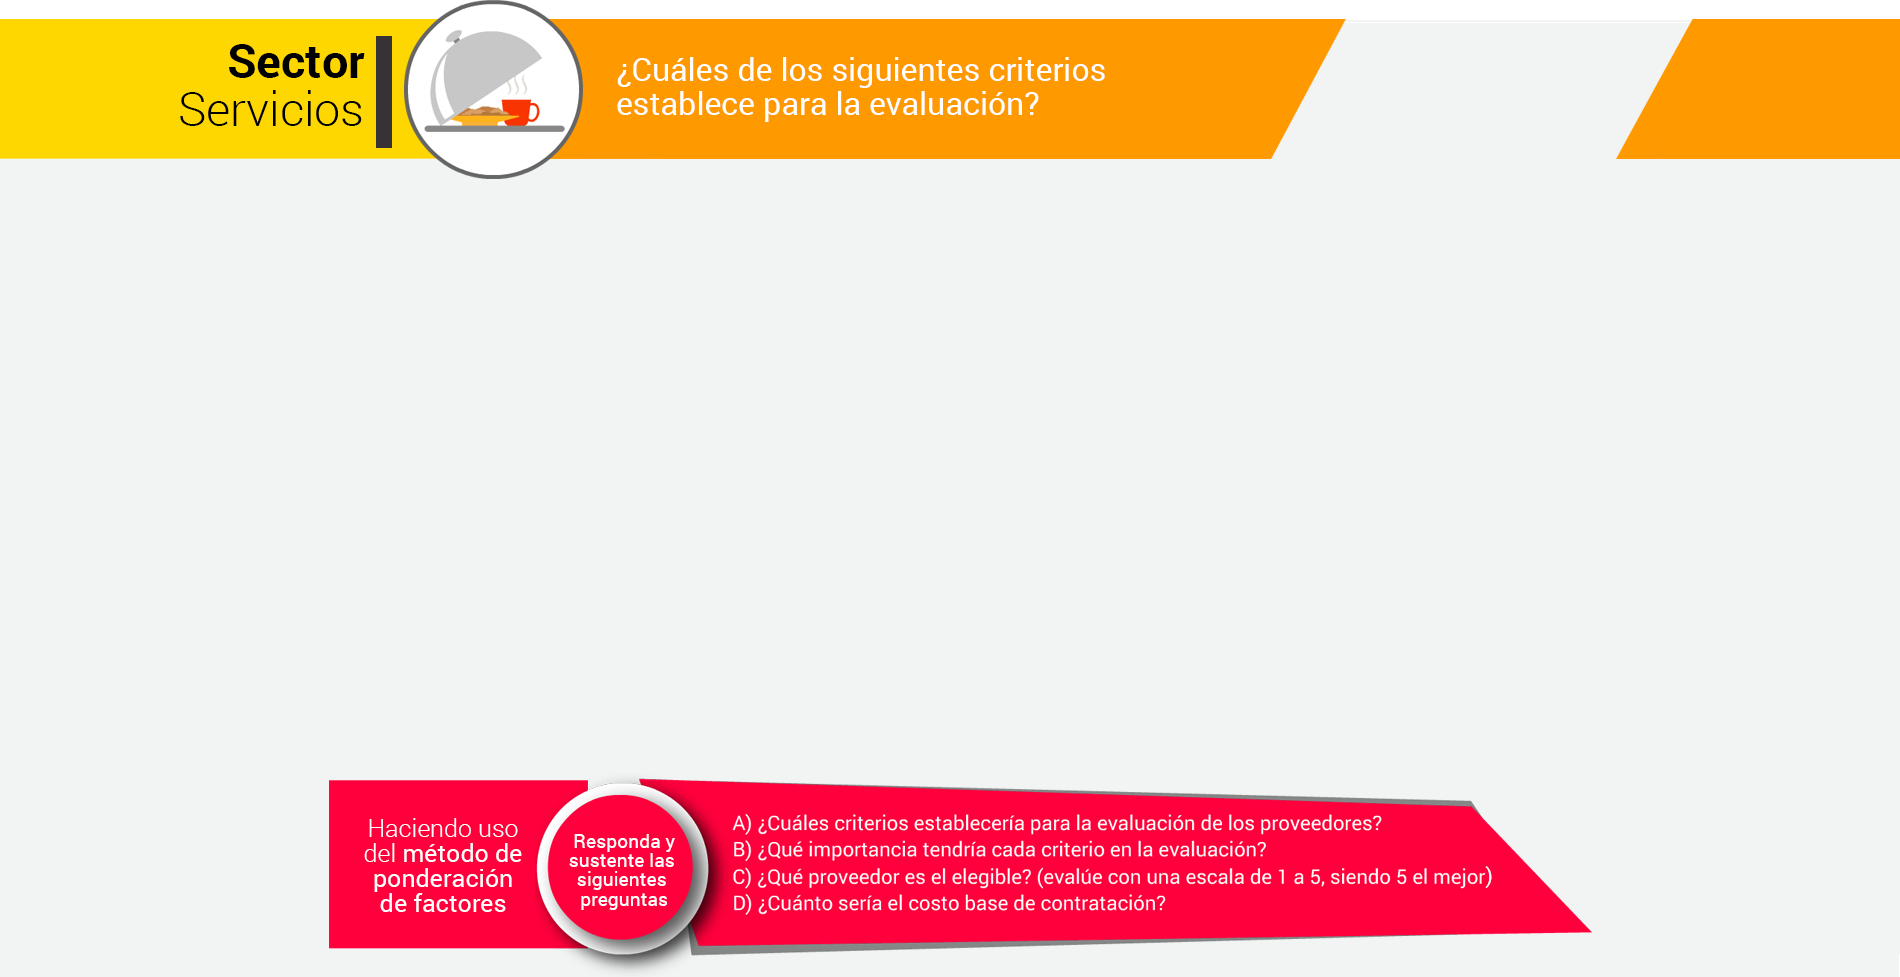 Sector
Servicios
¿Cuáles de los siguientes criterios
establece para la evaluación?
Haciendo uso
del método de
ponderación
de factores
Responda y
sustente las
siguientes
preguntas
A) ¿Cuáles criterios establecería para la evaluación de los proveedores?
B) ¿Qué importancia tendría cada criterio en la evaluación?
C) ¿Qué proveedor es el elegible? (evalúe con una escala de 1 a 5, siendo 5 el mejor)
D) ¿Cuánto sería el costo base de contratación?